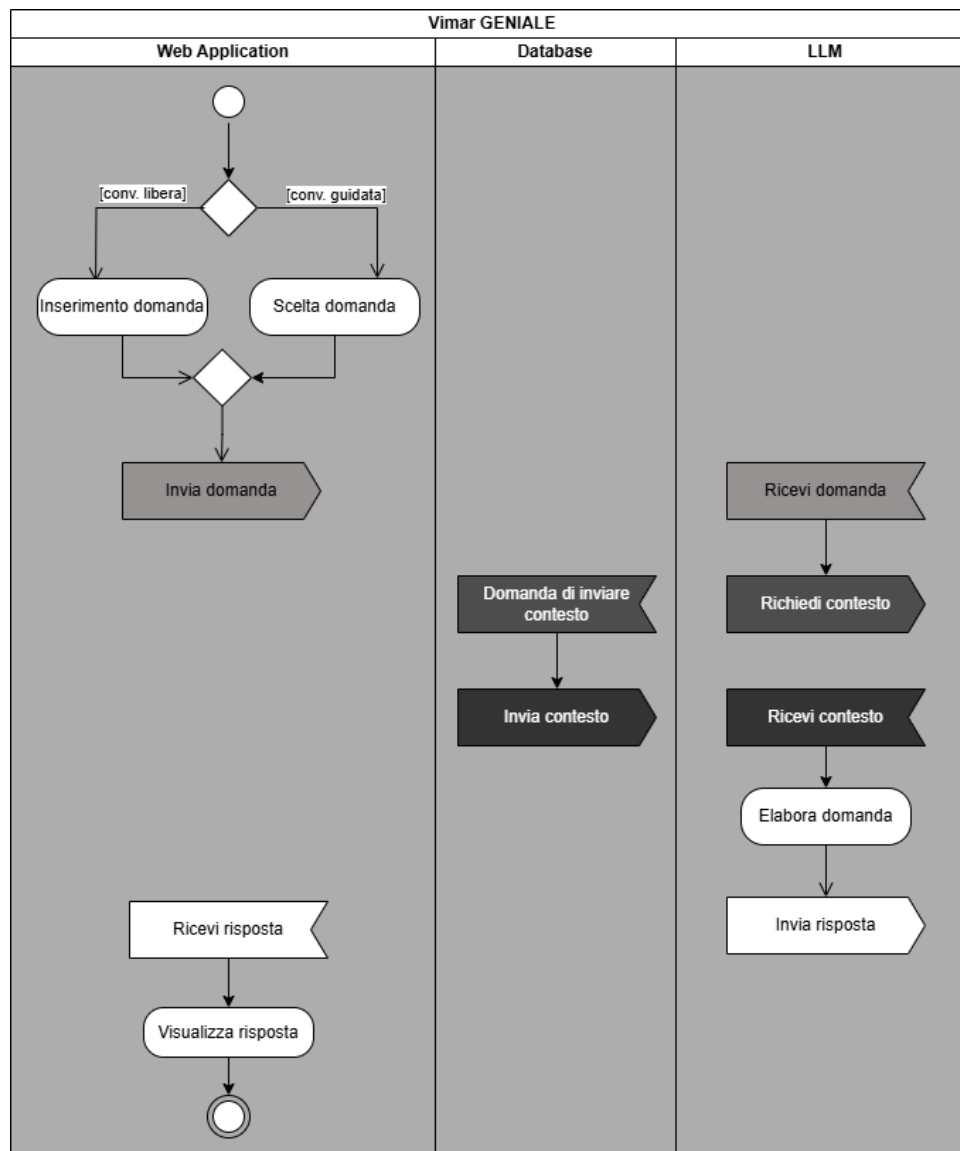 Vimar GENIALE
Web Application
Database
LLM
[conv. libera]
[conv. guidata]
Inserimento domanda
Scelta domanda
Invia domanda
Ricevi domanda
Domanda di inviare
contesto
Richiedi contesto
Invia contesto
Ricevi contesto
Elabora domanda
Ricevi risposta
Invia risposta
Visualizza risposta